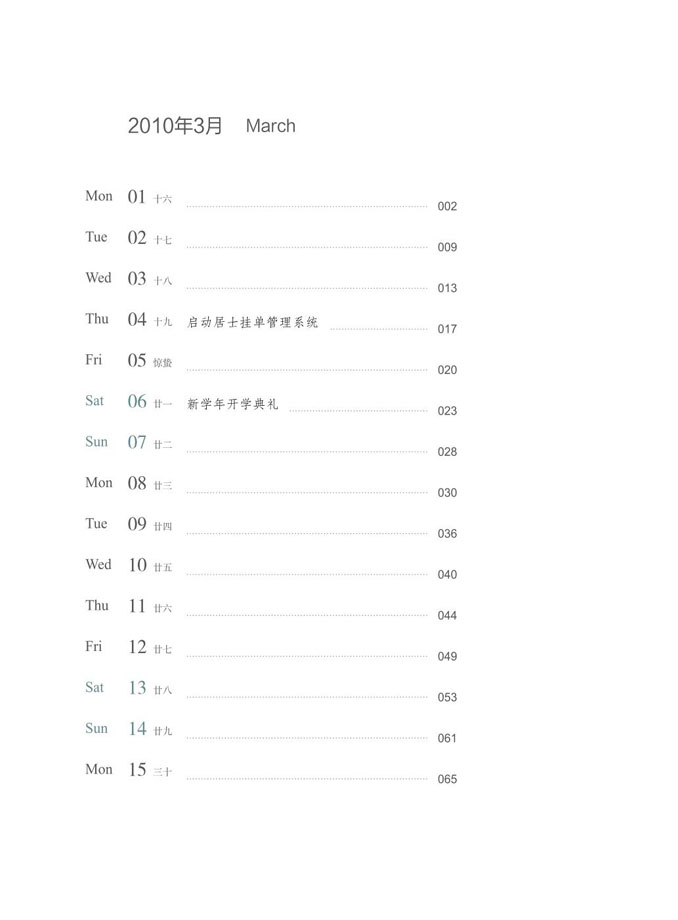 2010年3月 March
Mon 01 十六 002
Tue 02 十七 009
Wed 03 十八 013
Thu 04 十九 启动居士挂单管理系统 017
Fri 05 惊蛰 020
Sat 06 廿一 新学年开学典礼 023
Sun 07 廿二 028
Mon 08 廿三 030
Tue 09 廿四 036
Wed 10 廿五 040
Thu 11 廿六 044
Fri 12 廿七 049
Sat 13 廿八 053
Sun 14 廿九 061
Mon 15 三十 065